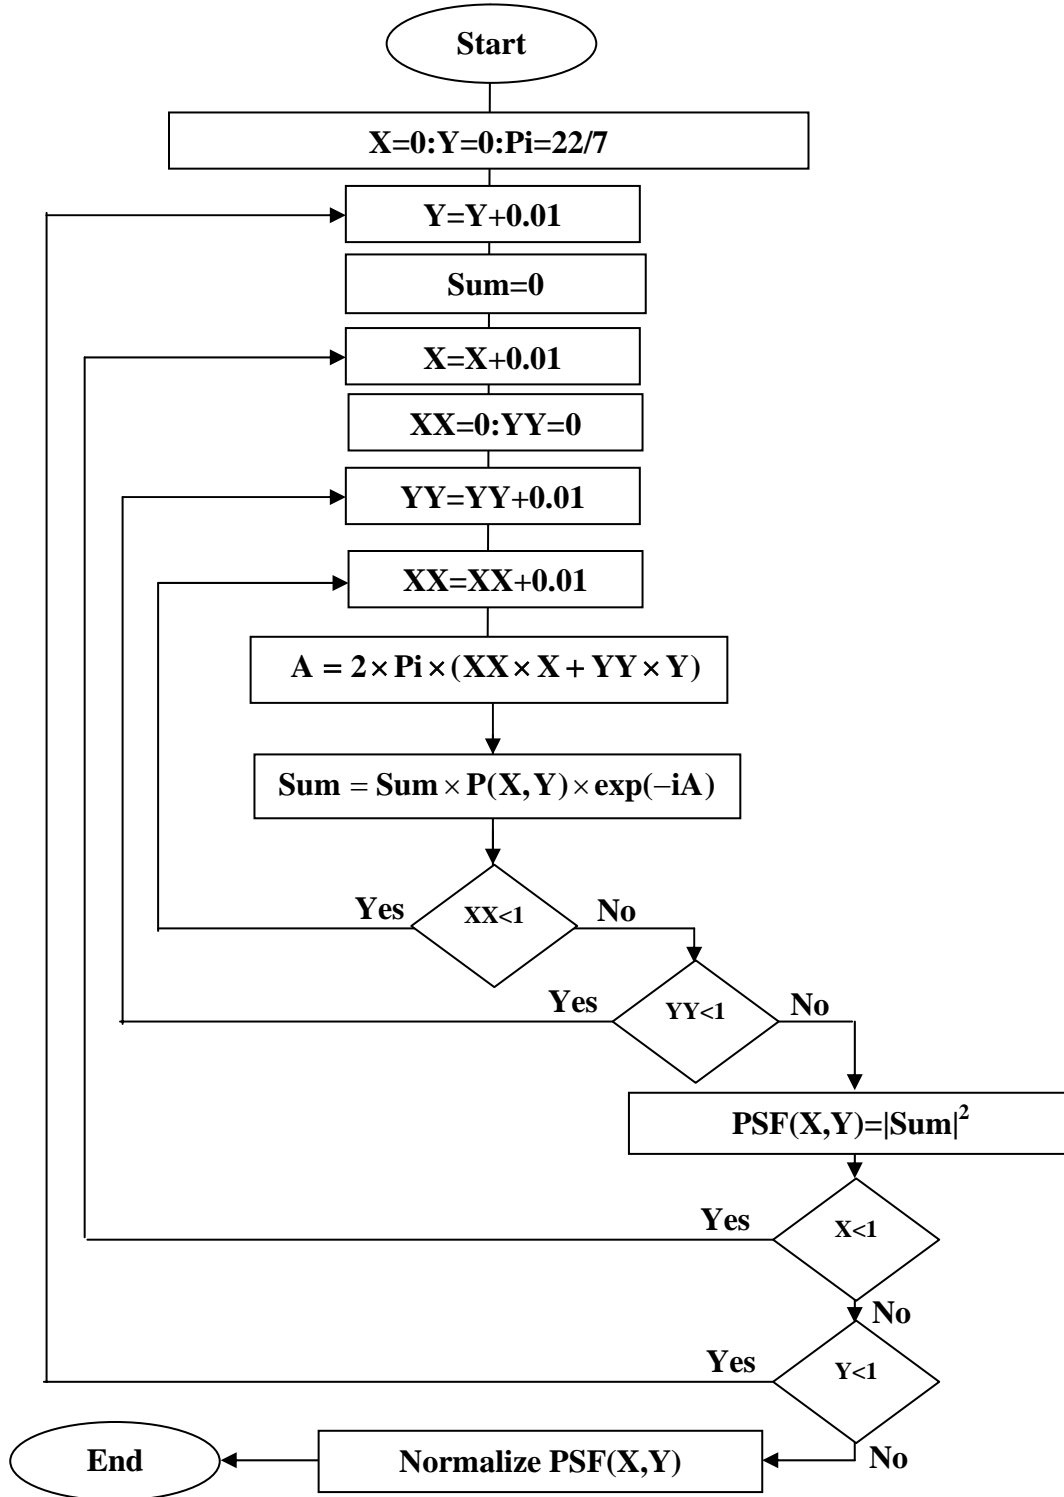 Start
X=0:Y=0:Pi=22/7
Y=Y+0.01
Sum=0
X=X+0.01
XX=0:YY=0
YY=YY+0.01
XX=XX+0.01
A = 2 × Pi × (XX × X + YY × Y)
Sum = Sum × P(X, Y) × exp(−iA)
Yes
XX<1
No
Yes
YY<1
No
PSF(X,Y)=|Sum|²
Yes
X<1
No
Yes
Y<1
No
Normalize PSF(X,Y)
End